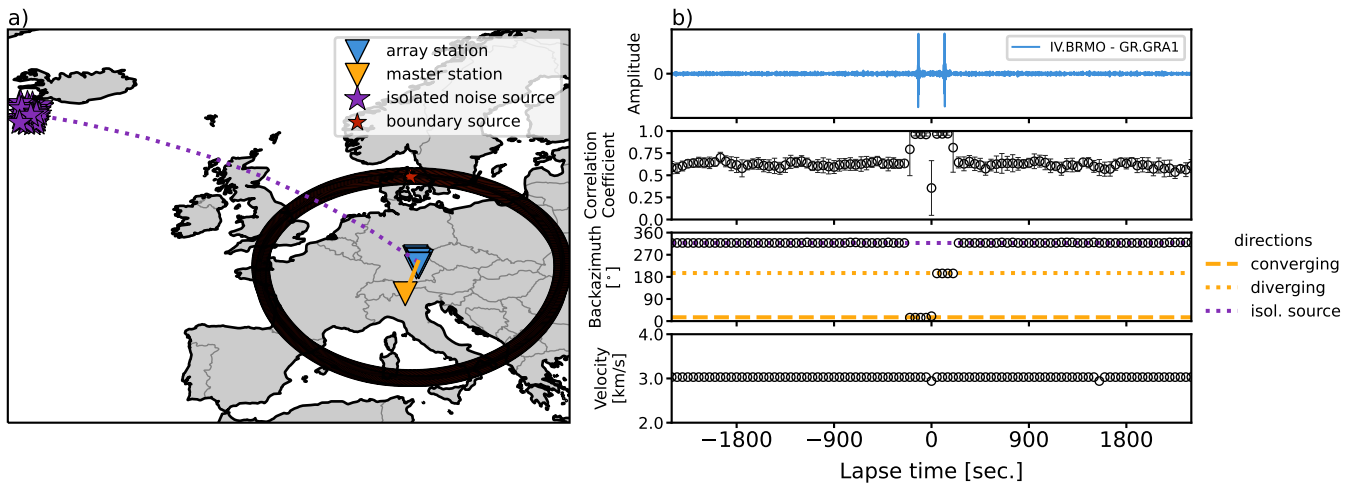 a)
array station
master station
isolated noise source
boundary source
b)
IV.BRMO - GR.GRA1
Amplitude
0
Correlation
Coefficient
1.0
0.75
0.5
0.25
0.0
Backazimuth
[°]
360
270
180
90
0
directions
converging
diverging
isol. source
Velocity
[km/s]
4.0
3.0
2.0
−1800 −900 0 900 1800
Lapse time [sec.]